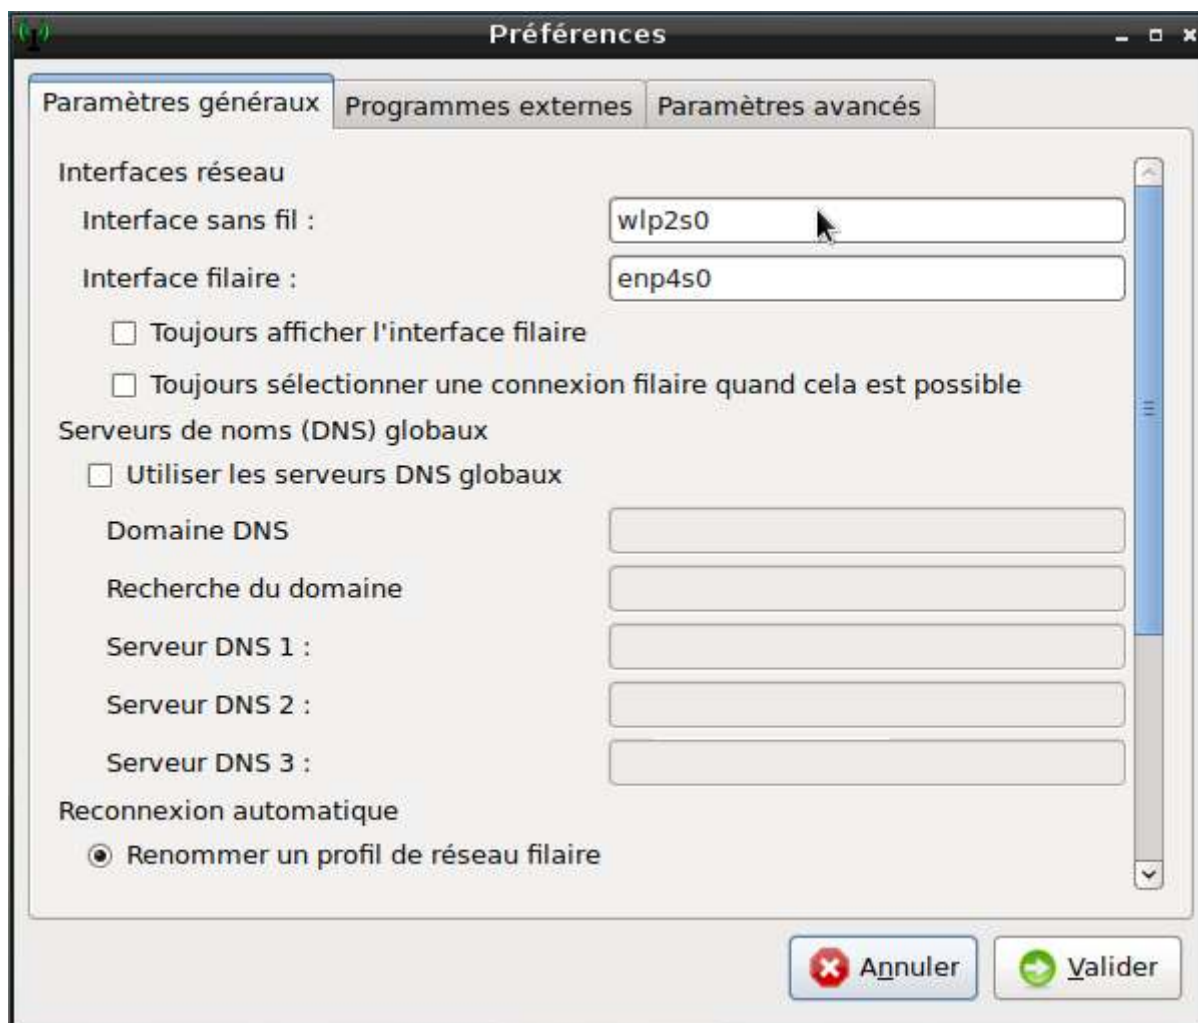 Préférences
Paramètres généraux Programmes externes Paramètres avancés
Interfaces réseau
Interface sans fil : wlp2s0
Interface filaire : enp4s0
Toujours afficher l'interface filaire
Toujours sélectionner une connexion filaire quand cela est possible
Serveurs de noms (DNS) globaux
Utiliser les serveurs DNS globaux
Domaine DNS
Recherche du domaine
Serveur DNS 1 :
Serveur DNS 2 :
Serveur DNS 3 :
Reconnexion automatique
Renommer un profil de réseau filaire
Annuler Valider